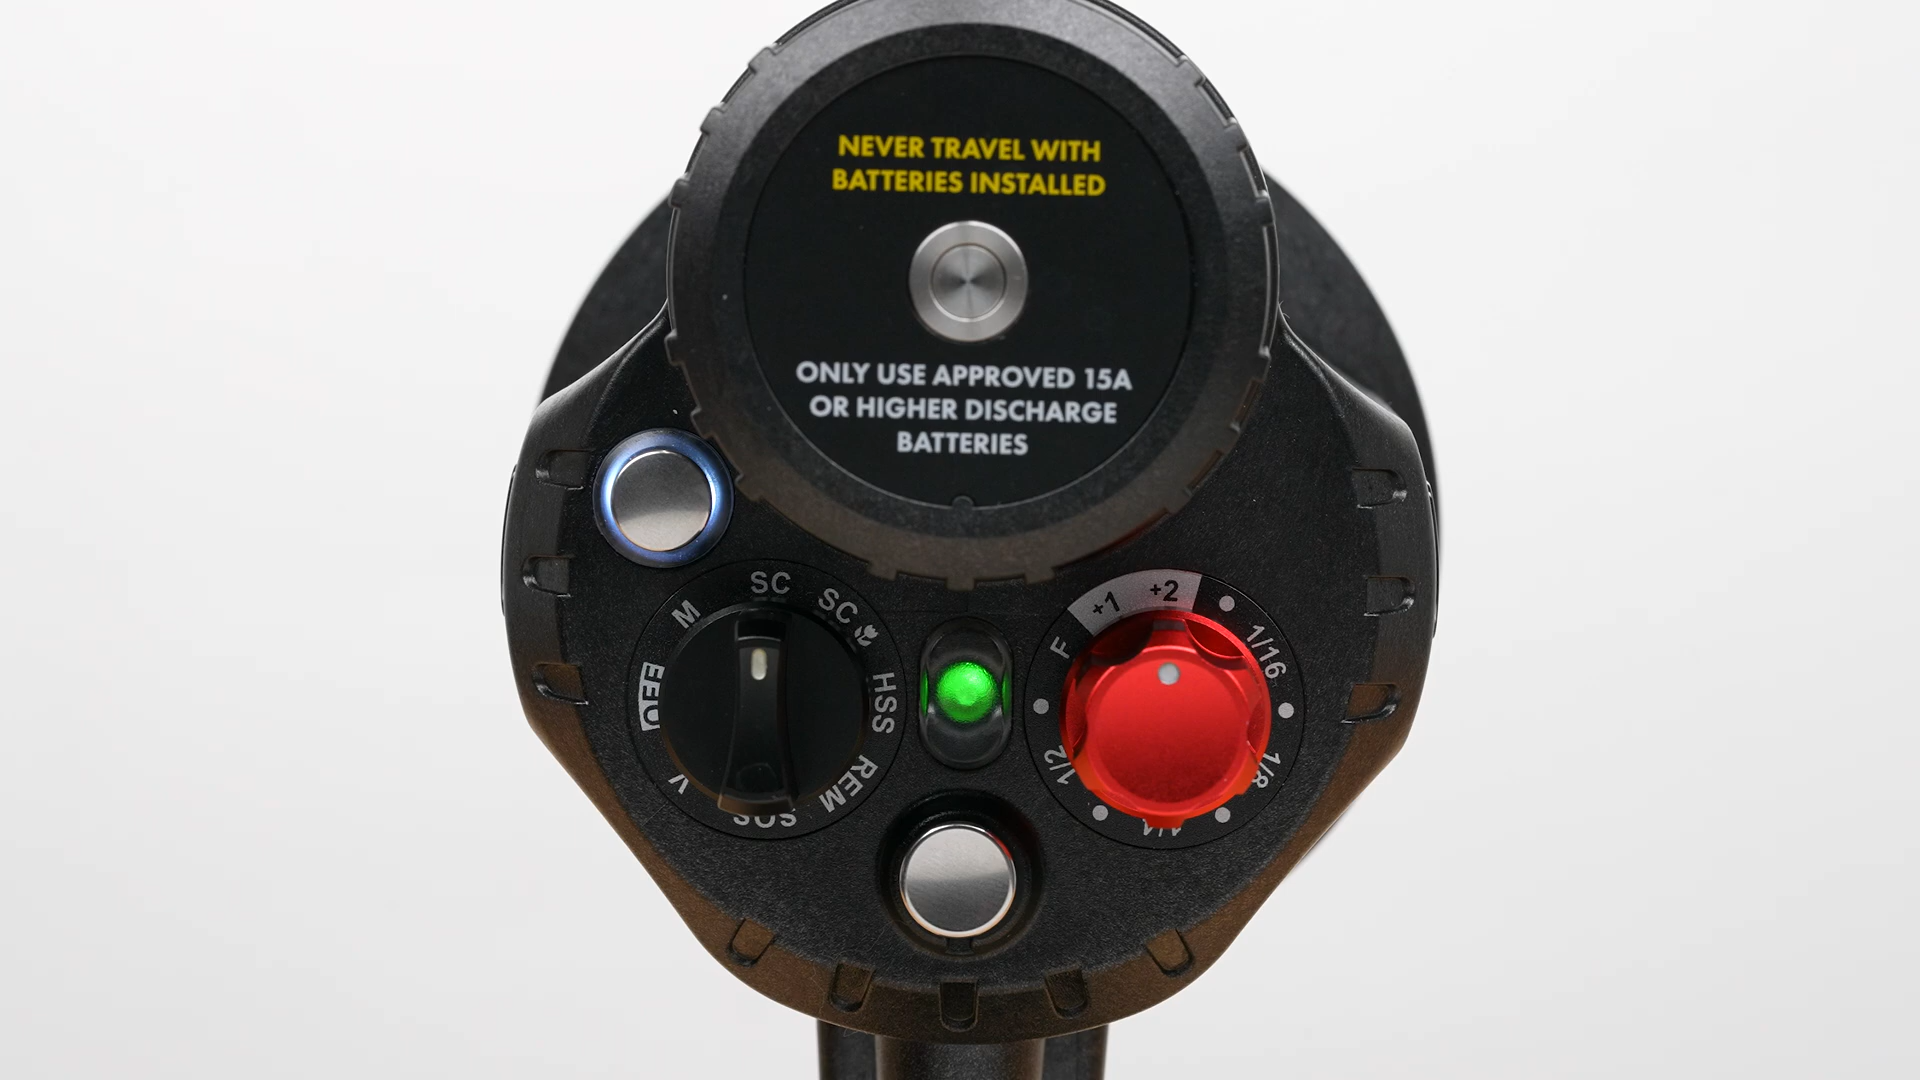 NEVER TRAVEL WITH
BATTERIES INSTALLED
ONLY USE APPROVED 15A
OR HIGHER DISCHARGE
BATTERIES
SC
SC
M
HSS
OFF
REM
V
SOS
+1
+2
F
1/16
1/2
1/8
1/4